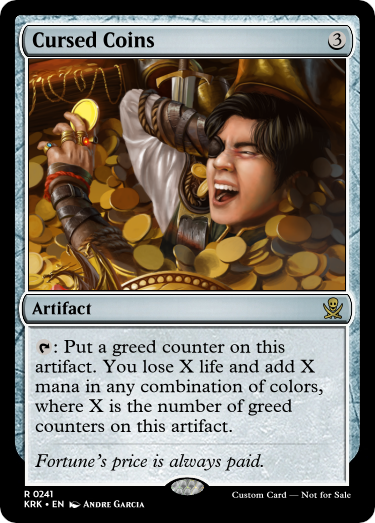 Cursed Coins 3
Artifact
: Put a greed counter on this
artifact. You lose X life and add X
mana in any combination of colors,
where X is the number of greed
counters on this artifact.
Fortune's price is always paid.
R 0241
KRK • EN Andre Garcia
Custom Card — Not for Sale